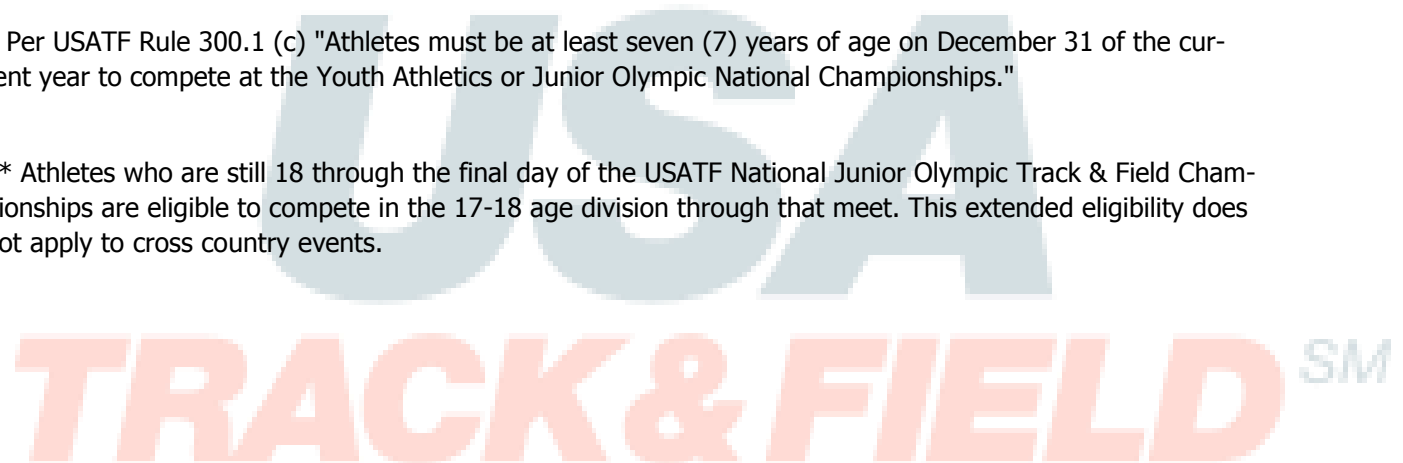 Per USATF Rule 300.1 (c) "Athletes must be at least seven (7) years of age on December 31 of the cur-
ent year to compete at the Youth Athletics or Junior Olympic National Championships."
* Athletes who are still 18 through the final day of the USATF National Junior Olympic Track & Field Cham-
ionships are eligible to compete in the 17-18 age division through that meet. This extended eligibility does
ot apply to cross country events.
USA
TRACK & FIELD SM